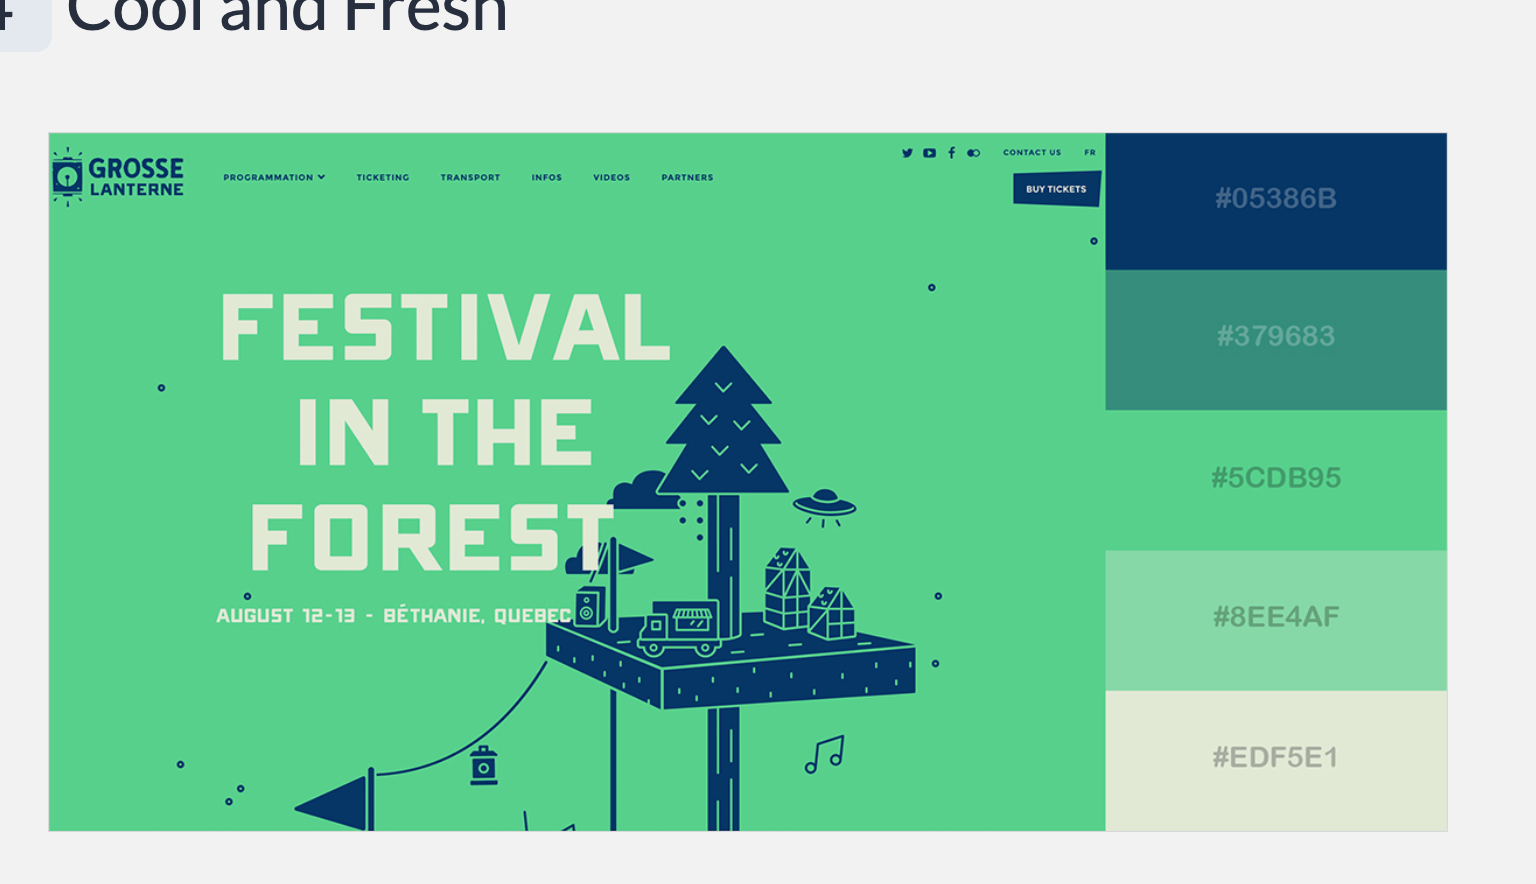 4 Cool and Fresh
GROSSE
LANTERNE
PROGRAMMATION TICKETING TRANSPORT INFOS VIDEOS PARTNERS
CONTACT US FR
BUY TICKETS
FESTIVAL
IN THE
FOREST
AUGUST 12-13 - BÉTHANIE, QUEBEC
#05386B
#379683
#5CDB95
#8EE4AF
#EDF5E1